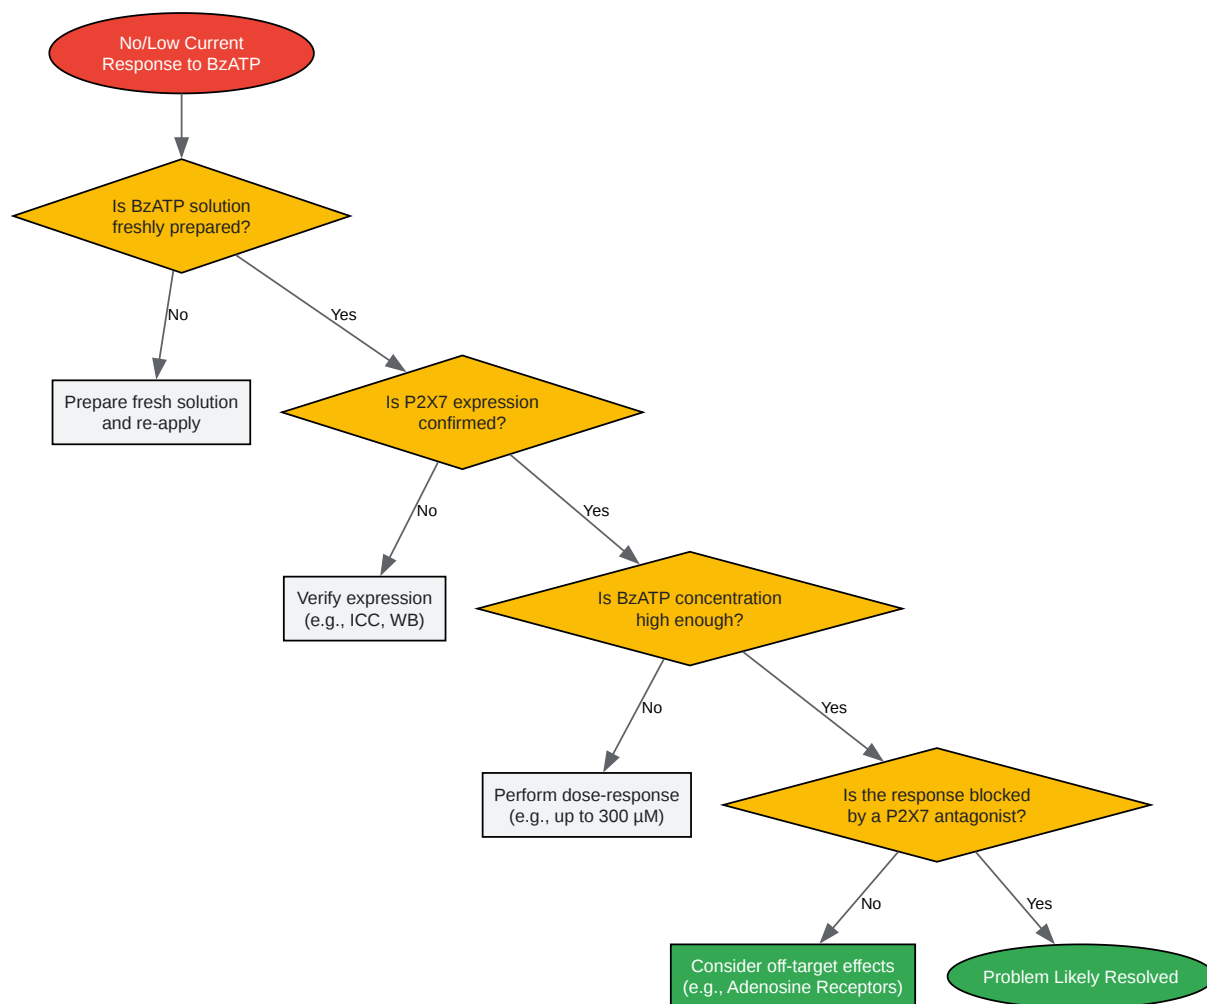 No/Low Current
Response to BzATP
Is BzATP solution
freshly prepared?
No
Yes
Prepare fresh solution
and re-apply
Is P2X7 expression
confirmed?
No
Yes
Verify expression
(e.g., ICC, WB)
Is BzATP concentration
high enough?
No
Yes
Perform dose-response
(e.g., up to 300 µM)
Is the response blocked
by a P2X7 antagonist?
No
Yes
Consider off-target effects
(e.g., Adenosine Receptors)
Problem Likely Resolved